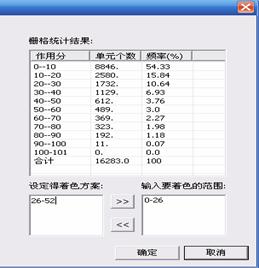 栅格统计结果:
作用分 单元个数 频率(%)
0--10 8846. 54.33
10--20 2580. 15.84
20--30 1732. 10.64
30--40 1129. 6.93
40--50 612. 3.76
50--60 489. 3.0
60--70 369. 2.27
70--80 323. 1.98
80--90 192. 1.18
90--100 11. 0.07
100-101 0. 0.0
合计 16283.0 100
设定得着色方案: 输入要着色的范围:
26-52 >> 0-26
<<
确定 取消